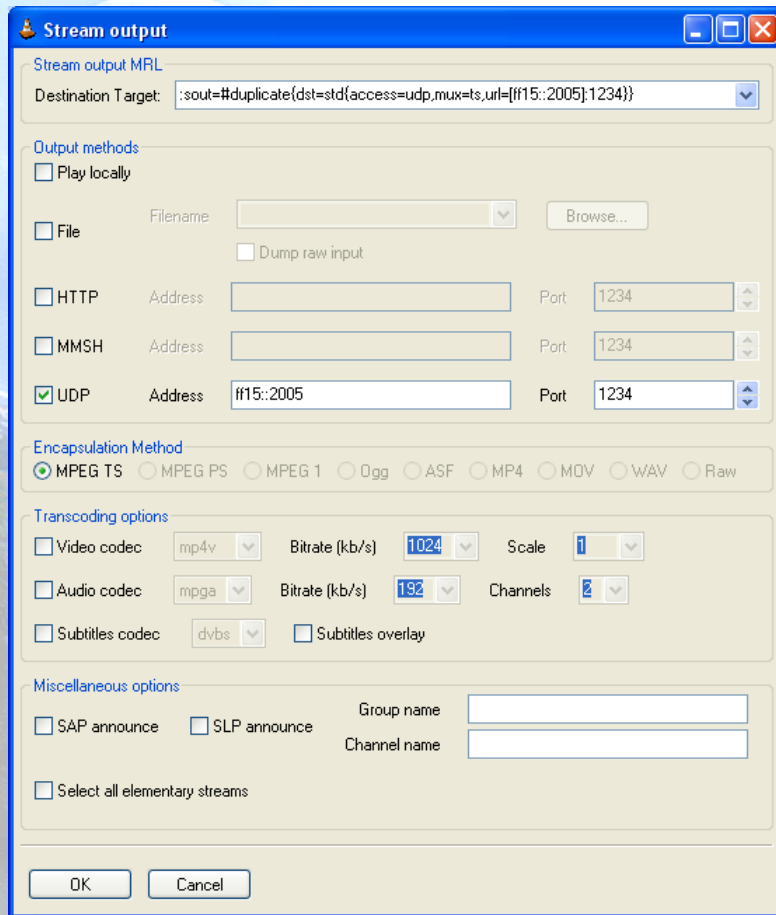 Stream output
Stream output MRL
Destination Target: :sout=#duplicate{dst=std{access=udp,mux=ts,url=[ff15::2005]:1234}}
Output methods
Play locally
File Filename Browse...
Dump raw input
HTTP Address Port 1234
MMSH Address Port 1234
UDP Address ff15::2005 Port 1234
Encapsulation Method
MPEG TS MPEG PS MPEG 1 Ogg ASF MP4 MOV WAV Raw
Transcoding options
Video codec mp4v Bitrate (kb/s) 1024 Scale 1
Audio codec mpga Bitrate (kb/s) 192 Channels 2
Subtitles codec dvbs Subtitles overlay
Miscellaneous options
SAP announce SLP announce Group name
Channel name
Select all elementary streams
OK Cancel